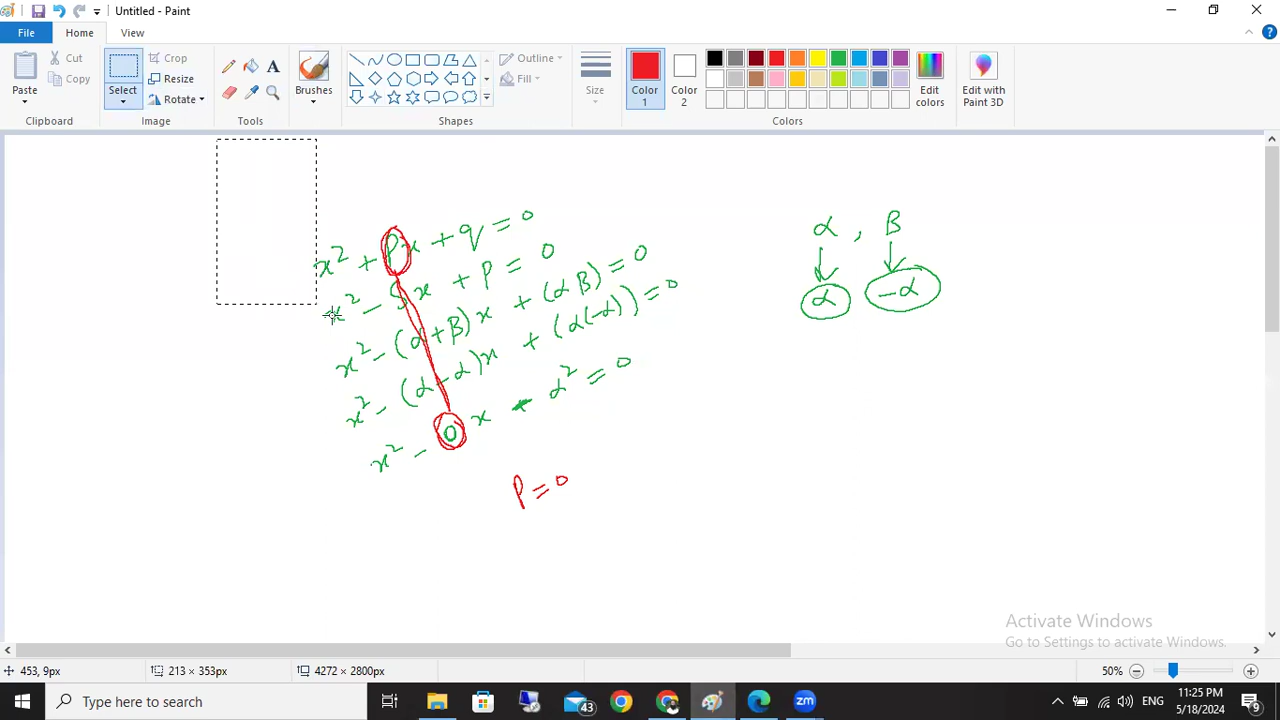 Untitled - Paint
File Home View
Paste Cut Copy
Select Crop Resize Rotate
Brushes
Outline Fill
Size
Color 1
Color 2
Edit colors
Edit with Paint 3D
Clipboard Image Tools Shapes Colors
x² + Px + q = 0
x² - Sx + P = 0
x² - (α+β)x + (αβ) = 0
x² - (α-α)x + (α(-α)) = 0
x² - 0x - α² = 0
P = 0
α , β
α -α
Activate Windows
Go to Settings to activate Windows.
453, 9px 213 × 353px 4272 × 2800px 50%
Type here to search
43
zm
ENG
11:25 PM
5/18/2024
9